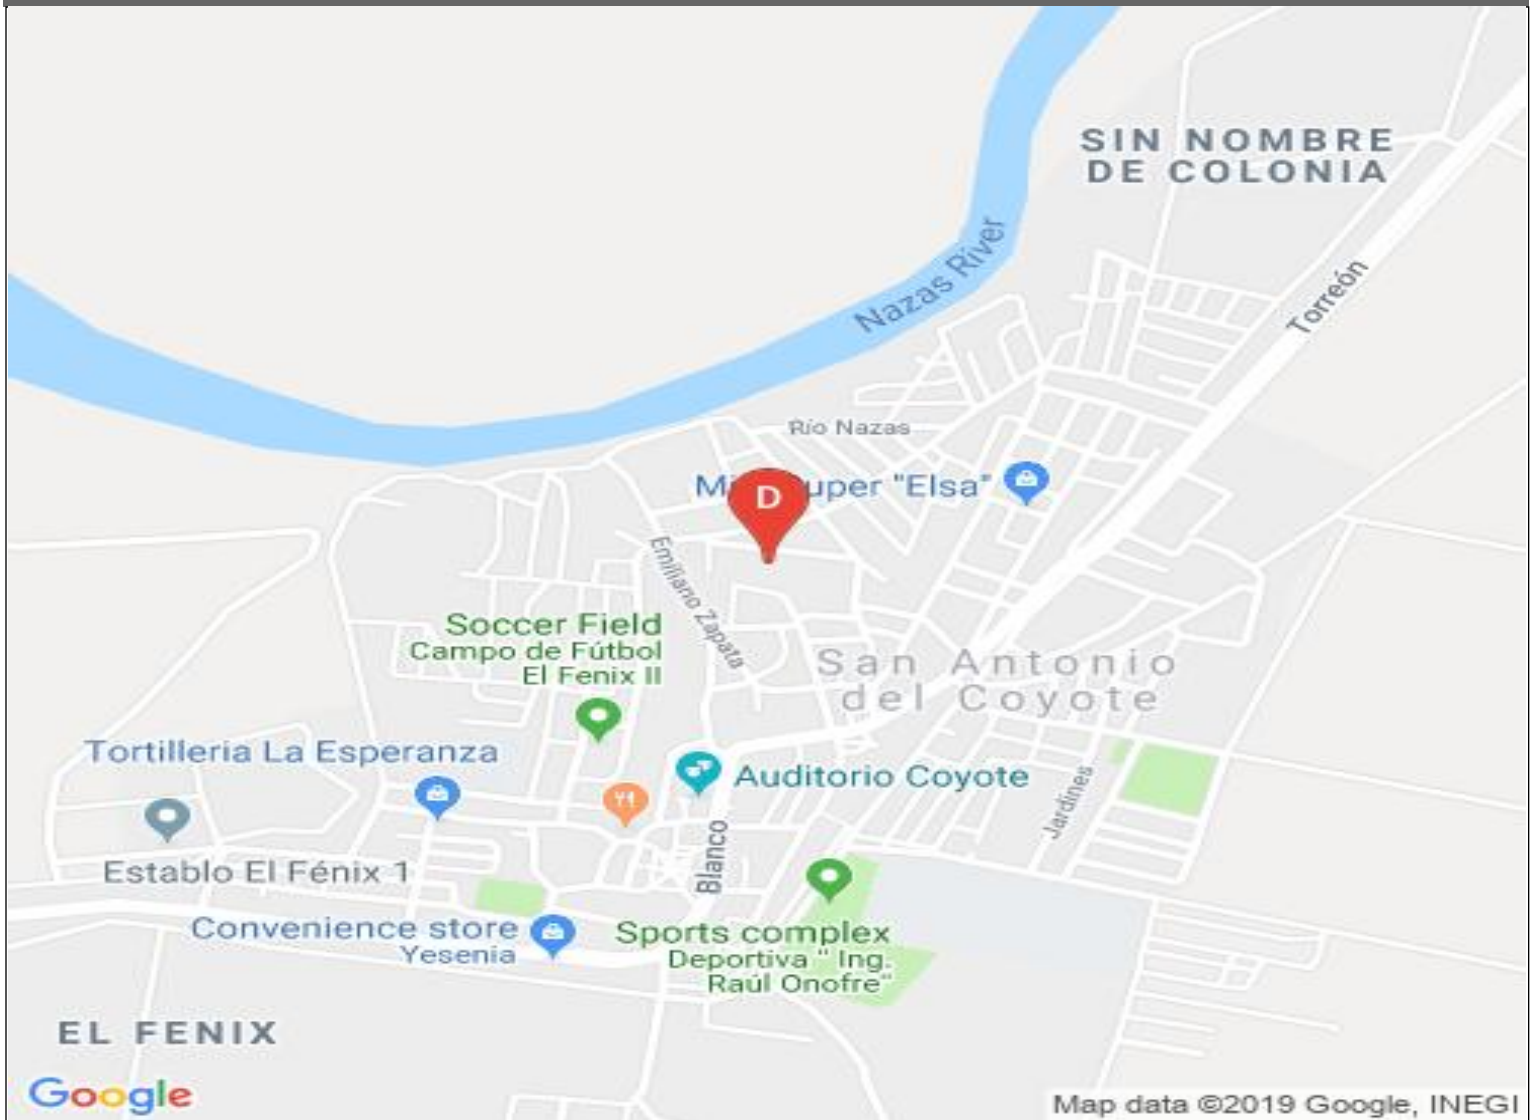 SIN NOMBRE
DE COLONIA
Nazas River
Torreón
Río Nazas
uper "Elsa"
D
Emiliano Zapata
Soccer Field
Campo de Fútbol
El Fenix II
San Antonio
del Coyote
Tortilleria La Esperanza
Auditorio Coyote
Jardines
Blanco
Establo El Fénix 1
Convenience store
Yesenia
Sports complex
Deportiva " Ing.
Raúl Onofre"
EL FENIX
Google
Map data ©2019 Google, INEGI